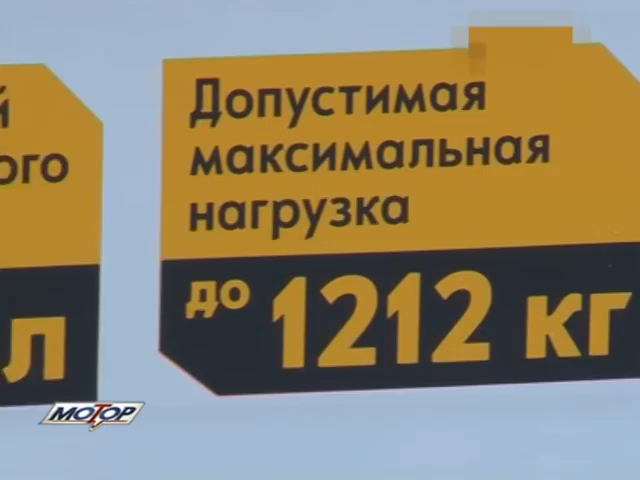 й
ого
л
Допустимая
максимальная
нагрузка
до 1212 кг
МОТОР